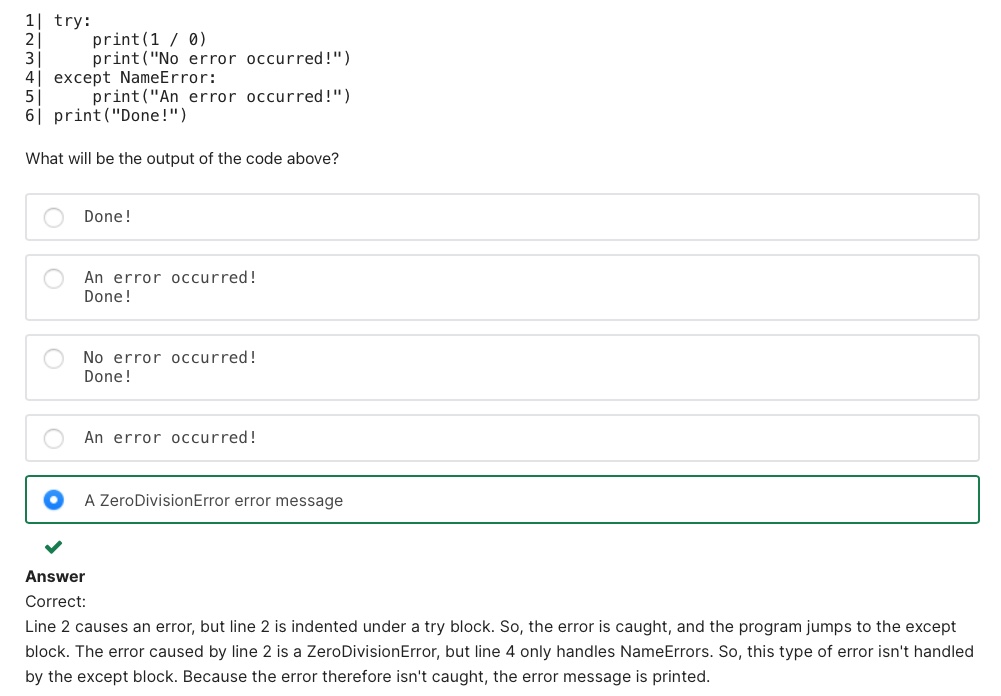 1| try:
2|     print(1 / 0)
3|     print("No error occurred!")
4| except NameError:
5|     print("An error occurred!")
6| print("Done!")
What will be the output of the code above?
Done!
An error occurred!
Done!
No error occurred!
Done!
An error occurred!
A ZeroDivisionError error message
Answer
Correct:
Line 2 causes an error, but line 2 is indented under a try block. So, the error is caught, and the program jumps to the except
block. The error caused by line 2 is a ZeroDivisionError, but line 4 only handles NameErrors. So, this type of error isn't handled
by the except block. Because the error therefore isn't caught, the error message is printed.